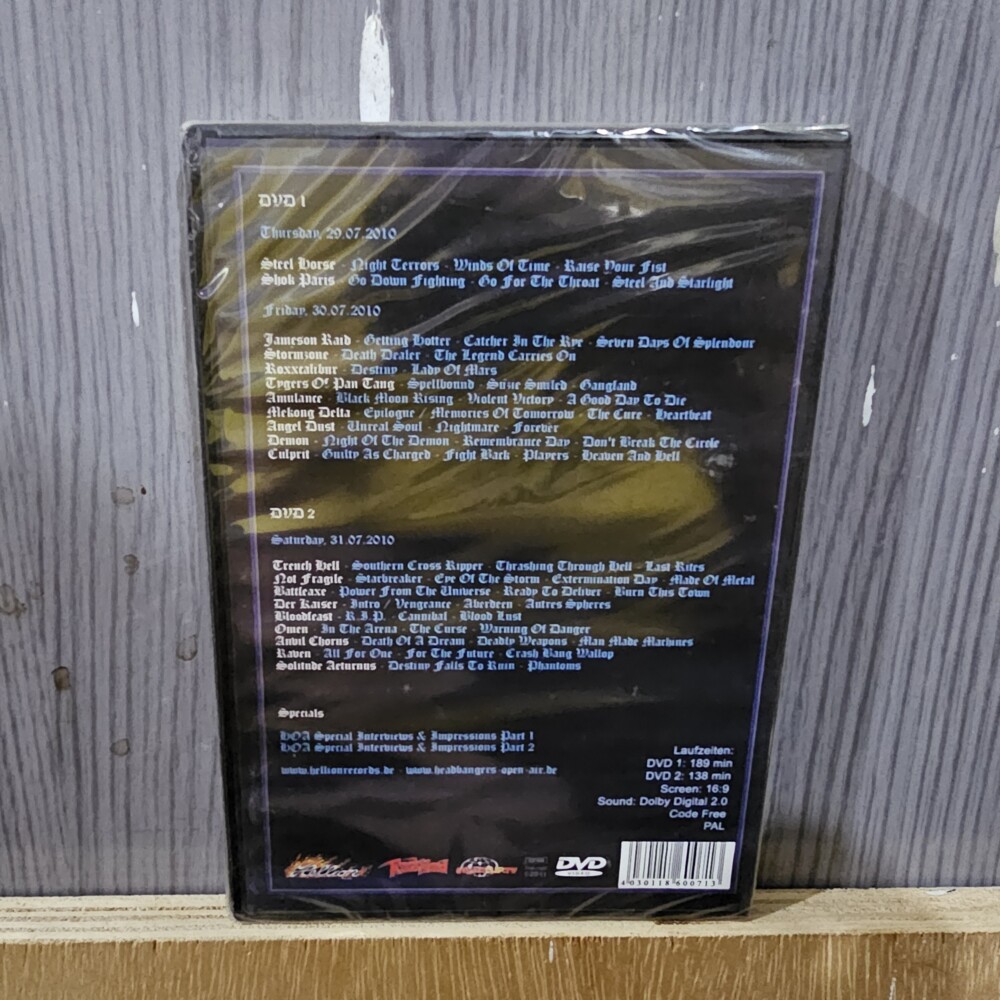 DVD 1
Thursday, 29.07.2010
Steel Horse - Night Terrors - Winds Of Time - Raise Your Fist
Shok Paris - Go Down Fighting - Go For The Throat - Steel And Starlight
Friday, 30.07.2010
Jameson Raid - Getting Hotter - Catcher In The Rye - Seven Days Of Splendour
Stormzone - Death Dealer - The Legend Carries On
Roxxcalibur - Destiny - Lady Of Mars
Tygers Of Pan Tang - Spellbound - Suzie Smiled - Gangland
Amulance - Black Moon Rising - Violent Victory - A Good Day To Die
Mekong Delta - Epilogue / Memories Of Tomorrow - The Cure - Heartbeat
Angel Dust - Unreal Soul - Nightmare - Forever
Demon - Night Of The Demon - Remembrance Day - Don't Break The Circle
Culprit - Guilty As Charged - Fight Back - Players - Heaven And Hell
DVD 2
Saturday, 31.07.2010
Trench Hell - Southern Cross Ripper - Thrashing Through Hell - Last Rites
Not Fragile - Starbreaker - Eye Of The Storm - Extermination Day - Made Of Metal
Battleaxe - Power From The Universe - Ready To Deliver - Burn This Town
Der Kaiser - Intro / Vengeance - Aberdeen - Autres Spheres
Bloodfeast - R.I.P. - Cannibal - Blood Lust
Omen - In The Arena - The Curse - Warning Of Danger
Anvil Chorus - Death Of A Dream - Deadly Weapons - Man Made Machines
Raven - All For One - For The Future - Crash Bang Wallop
Solitude Aeturnus - Destiny Falls To Ruin - Phantoms
Specials
HOA Special Interviews & Impressions Part 1
HOA Special Interviews & Impressions Part 2
www.hellionrecords.de - www.headbangers-open-air.de
Laufzeiten:
DVD 1: 189 min
DVD 2: 138 min
Screen: 16:9
Sound: Dolby Digital 2.0
Code Free
PAL
Hellion
DVD
VIDEO
4 030118 600713